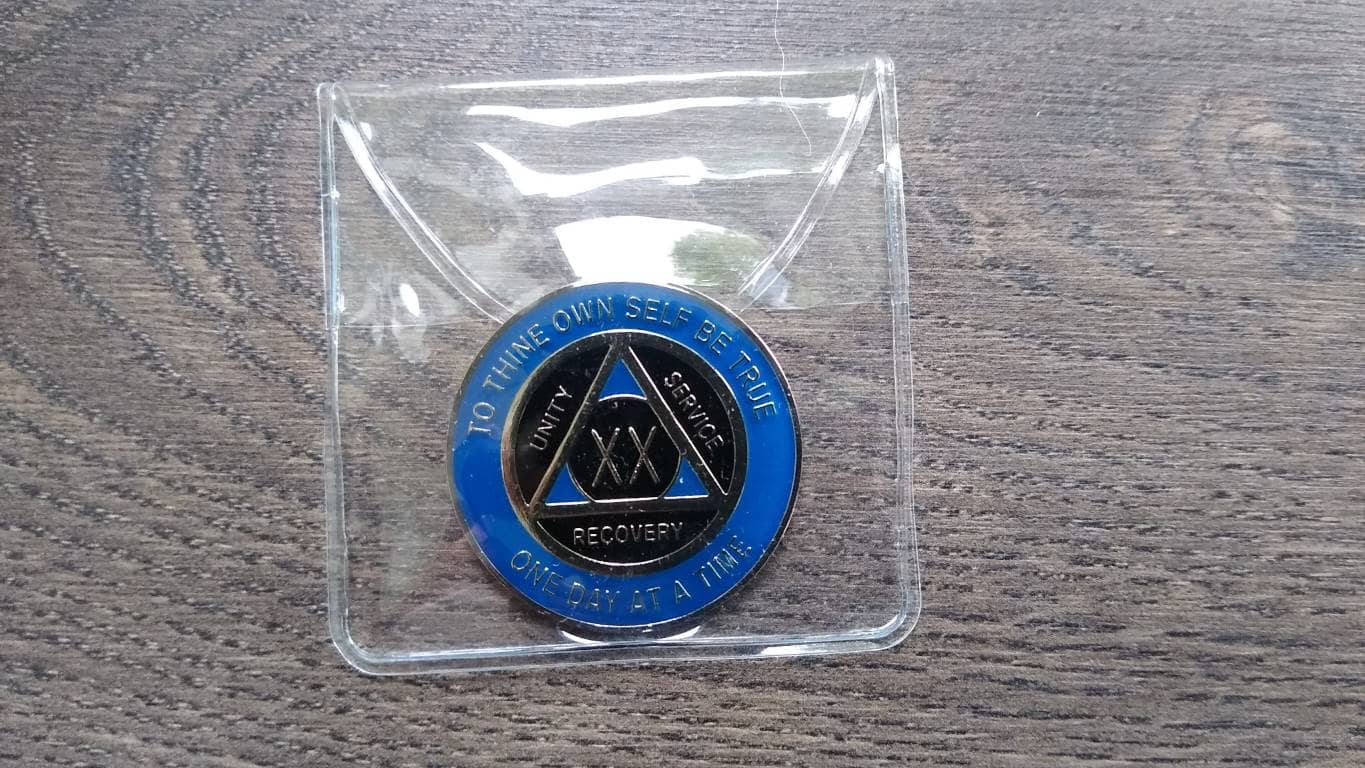 TO THINE OWN SELF BE TRUE
UNITY
SERVICE
XX
RECOVERY
ONE DAY AT A TIME